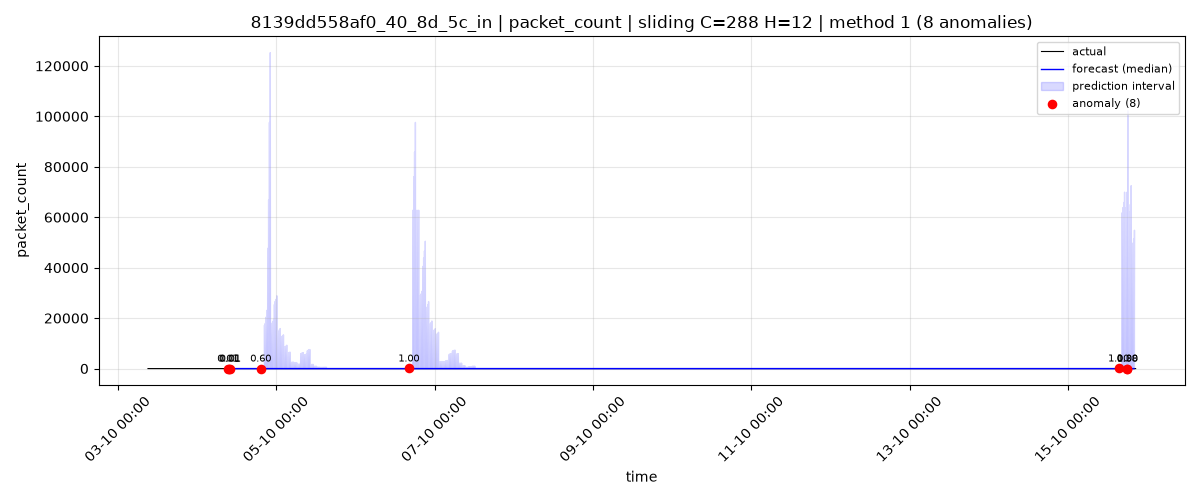 8139dd558af0_40_8d_5c_in | packet_count | sliding C=288 H=12 | method 1 (8 anomalies)
actual
forecast (median)
prediction interval
anomaly (8)
packet_count
120000
100000
80000
60000
40000
20000
0
0.60
1.00
03-10 00:00
05-10 00:00
07-10 00:00
09-10 00:00
11-10 00:00
13-10 00:00
15-10 00:00
time